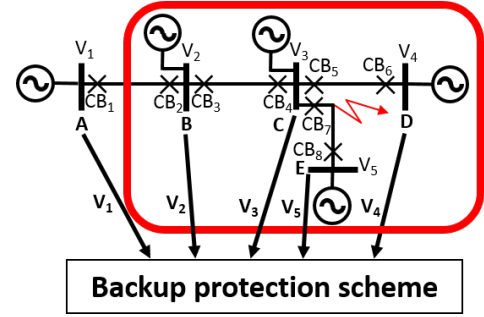 V1 V2 V3 V4
CB1 CB2 CB3 CB4 CB5 CB6
CB7
A B C D
CB8
E V5
V1 V2 V3 V5 V4
Backup protection scheme